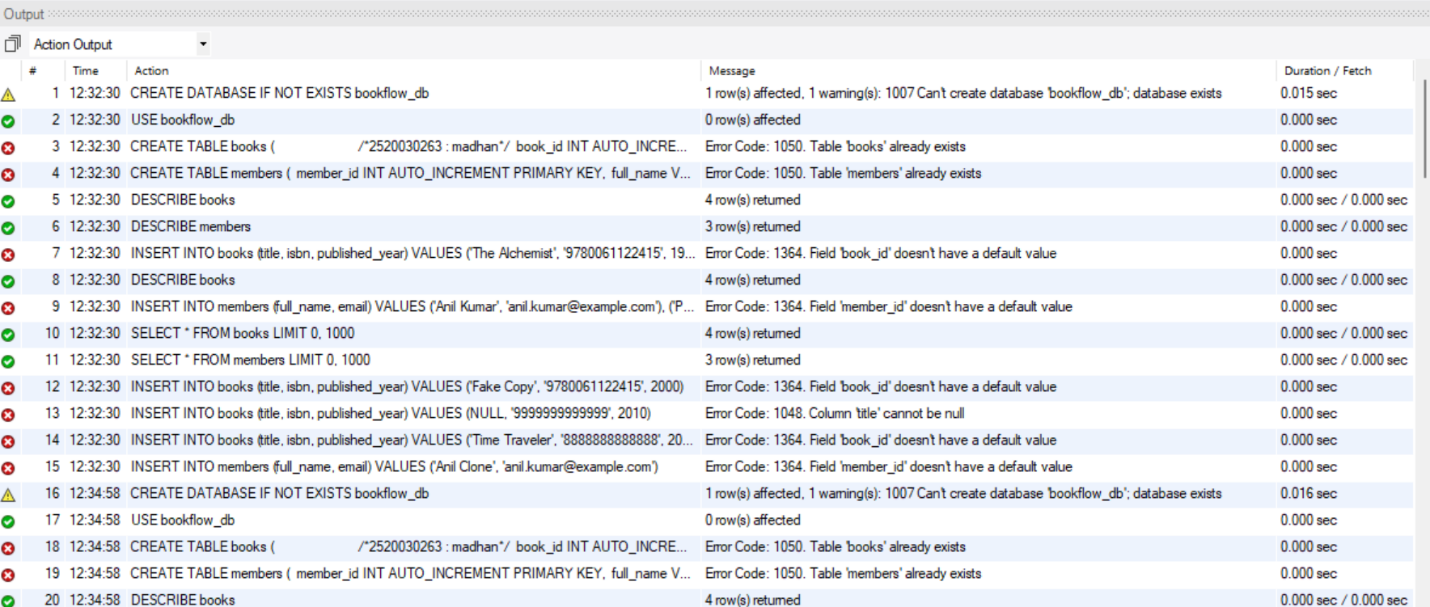 Output
Action Output
# Time Action Message Duration / Fetch
1 12:32:30 CREATE DATABASE IF NOT EXISTS bookflow_db 1 row(s) affected, 1 warning(s): 1007 Can't create database 'bookflow_db'; database exists 0.015 sec
2 12:32:30 USE bookflow_db 0 row(s) affected 0.000 sec
3 12:32:30 CREATE TABLE books ( /*2520030263 : madhan*/ book_id INT AUTO_INCRE... Error Code: 1050. Table 'books' already exists 0.000 sec
4 12:32:30 CREATE TABLE members ( member_id INT AUTO_INCREMENT PRIMARY KEY, full_name V... Error Code: 1050. Table 'members' already exists 0.000 sec
5 12:32:30 DESCRIBE books 4 row(s) returned 0.000 sec / 0.000 sec
6 12:32:30 DESCRIBE members 3 row(s) returned 0.000 sec / 0.000 sec
7 12:32:30 INSERT INTO books (title, isbn, published_year) VALUES ('The Alchemist', '9780061122415', 19... Error Code: 1364. Field 'book_id' doesn't have a default value 0.000 sec
8 12:32:30 DESCRIBE books 4 row(s) returned 0.000 sec / 0.000 sec
9 12:32:30 INSERT INTO members (full_name, email) VALUES ('Anil Kumar', 'anil.kumar@example.com'), ('P... Error Code: 1364. Field 'member_id' doesn't have a default value 0.000 sec
10 12:32:30 SELECT * FROM books LIMIT 0, 1000 4 row(s) returned 0.000 sec / 0.000 sec
11 12:32:30 SELECT * FROM members LIMIT 0, 1000 3 row(s) returned 0.000 sec / 0.000 sec
12 12:32:30 INSERT INTO books (title, isbn, published_year) VALUES ('Fake Copy', '9780061122415', 2000) Error Code: 1364. Field 'book_id' doesn't have a default value 0.000 sec
13 12:32:30 INSERT INTO books (title, isbn, published_year) VALUES (NULL, '9999999999999', 2010) Error Code: 1048. Column 'title' cannot be null 0.000 sec
14 12:32:30 INSERT INTO books (title, isbn, published_year) VALUES ('Time Traveler', '8888888888888', 20... Error Code: 1364. Field 'book_id' doesn't have a default value 0.000 sec
15 12:32:30 INSERT INTO members (full_name, email) VALUES ('Anil Clone', 'anil.kumar@example.com') Error Code: 1364. Field 'member_id' doesn't have a default value 0.000 sec
16 12:34:58 CREATE DATABASE IF NOT EXISTS bookflow_db 1 row(s) affected, 1 warning(s): 1007 Can't create database 'bookflow_db'; database exists 0.016 sec
17 12:34:58 USE bookflow_db 0 row(s) affected 0.000 sec
18 12:34:58 CREATE TABLE books ( /*2520030263 : madhan*/ book_id INT AUTO_INCRE... Error Code: 1050. Table 'books' already exists 0.000 sec
19 12:34:58 CREATE TABLE members ( member_id INT AUTO_INCREMENT PRIMARY KEY, full_name V... Error Code: 1050. Table 'members' already exists 0.000 sec
20 12:34:58 DESCRIBE books 4 row(s) returned 0.000 sec / 0.000 sec